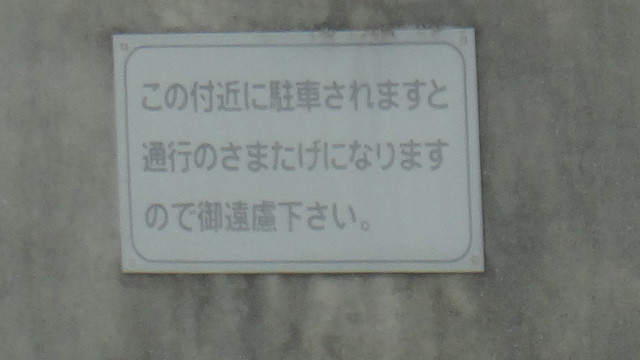 この付近に駐車されますと
通行のさまたげになります
ので御遠慮下さい。